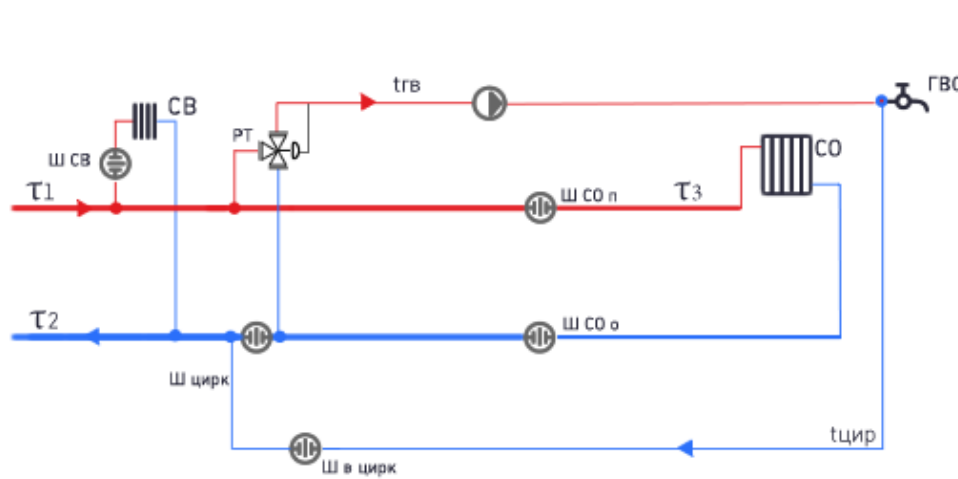 tгв
ГВС
СВ
РТ
Ш СВ
СО
τ1
Ш СО п
τ3
τ2
Ш СО о
Ш цирк
tцир
Ш в цирк